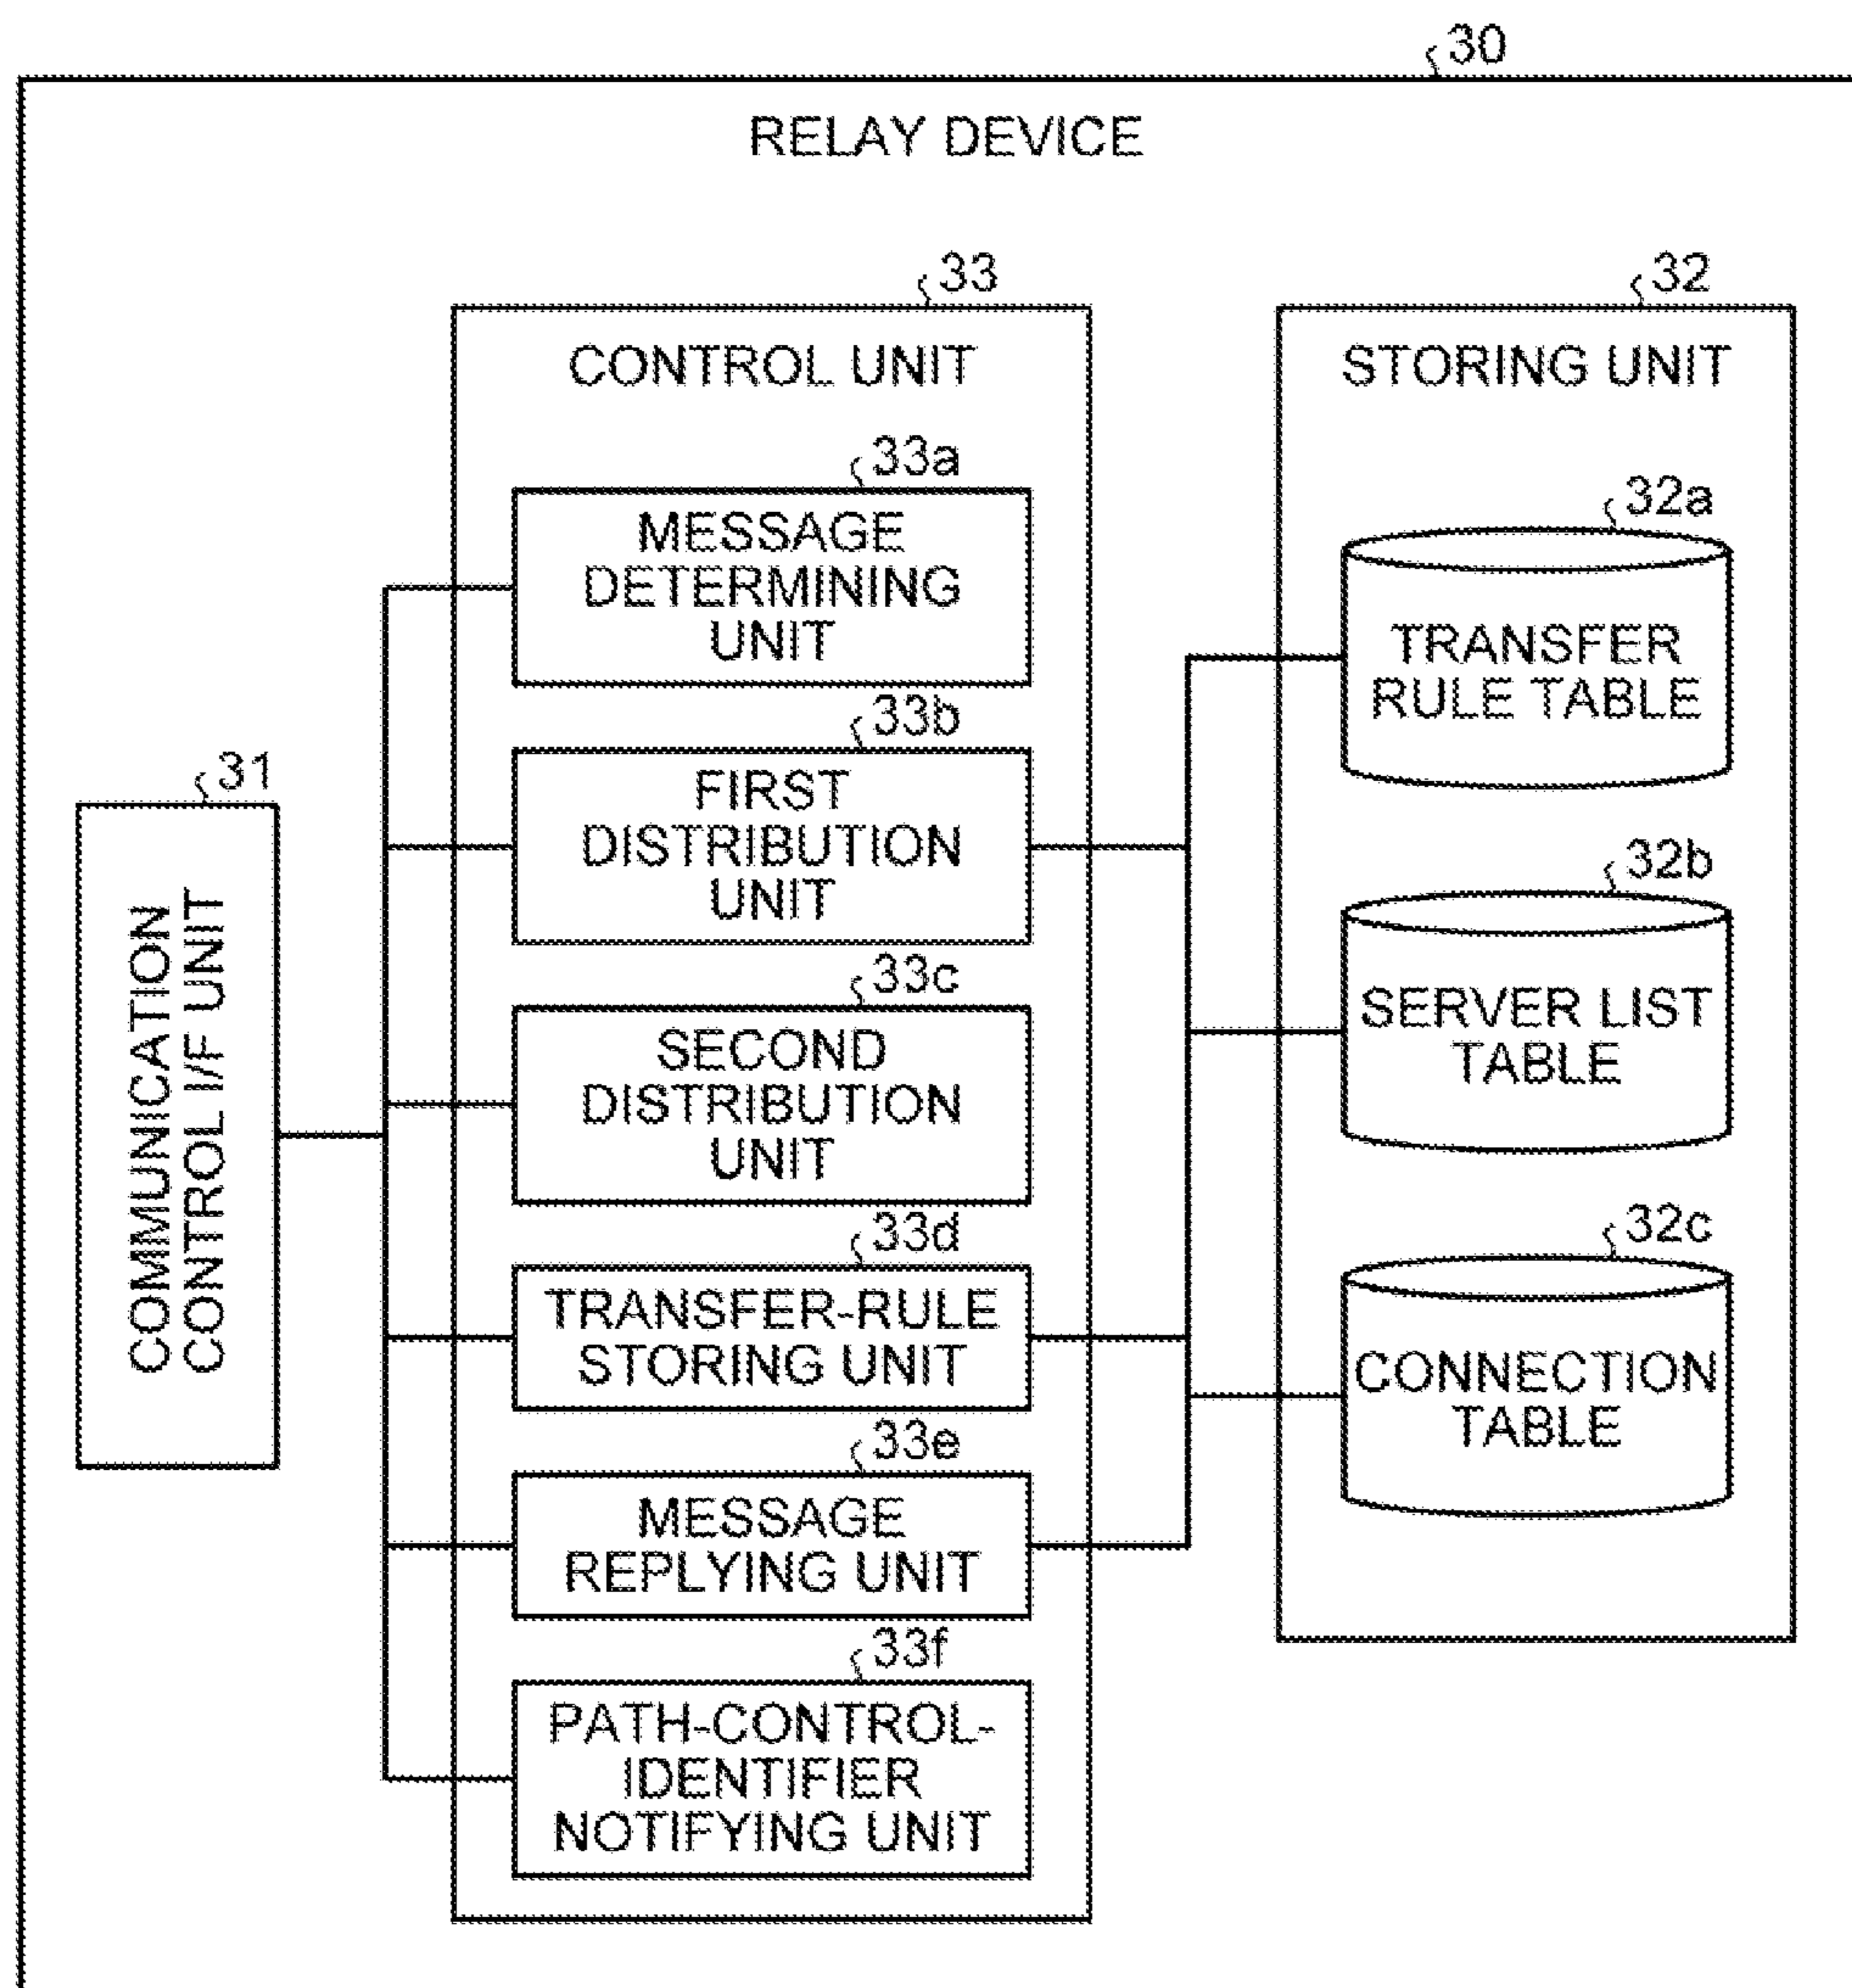 30
RELAY DEVICE
33
CONTROL UNIT
33a
MESSAGE
DETERMINING
UNIT
33b
FIRST
DISTRIBUTION
UNIT
33c
SECOND
DISTRIBUTION
UNIT
33d
TRANSFER-RULE
STORING UNIT
33e
MESSAGE
REPLYING UNIT
33f
PATH-CONTROL-
IDENTIFIER
NOTIFYING UNIT
31
COMMUNICATION
CONTROL I/F UNIT
32
STORING UNIT
32a
TRANSFER
RULE TABLE
32b
SERVER LIST
TABLE
32c
CONNECTION
TABLE